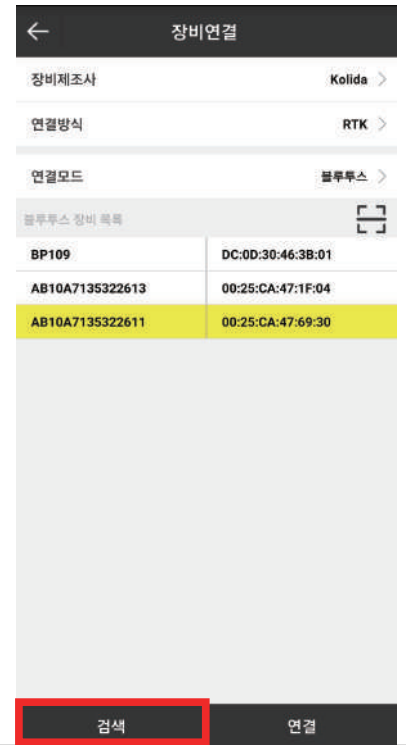 장비연결
장비제조사 Kolida
연결방식 RTK
연결모드 블루투스
블루투스 장비 목록
BP109 DC:0D:30:46:3B:01
AB10A7135322613 00:25:CA:47:1F:04
AB10A7135322611 00:25:CA:47:69:30
검색 연결